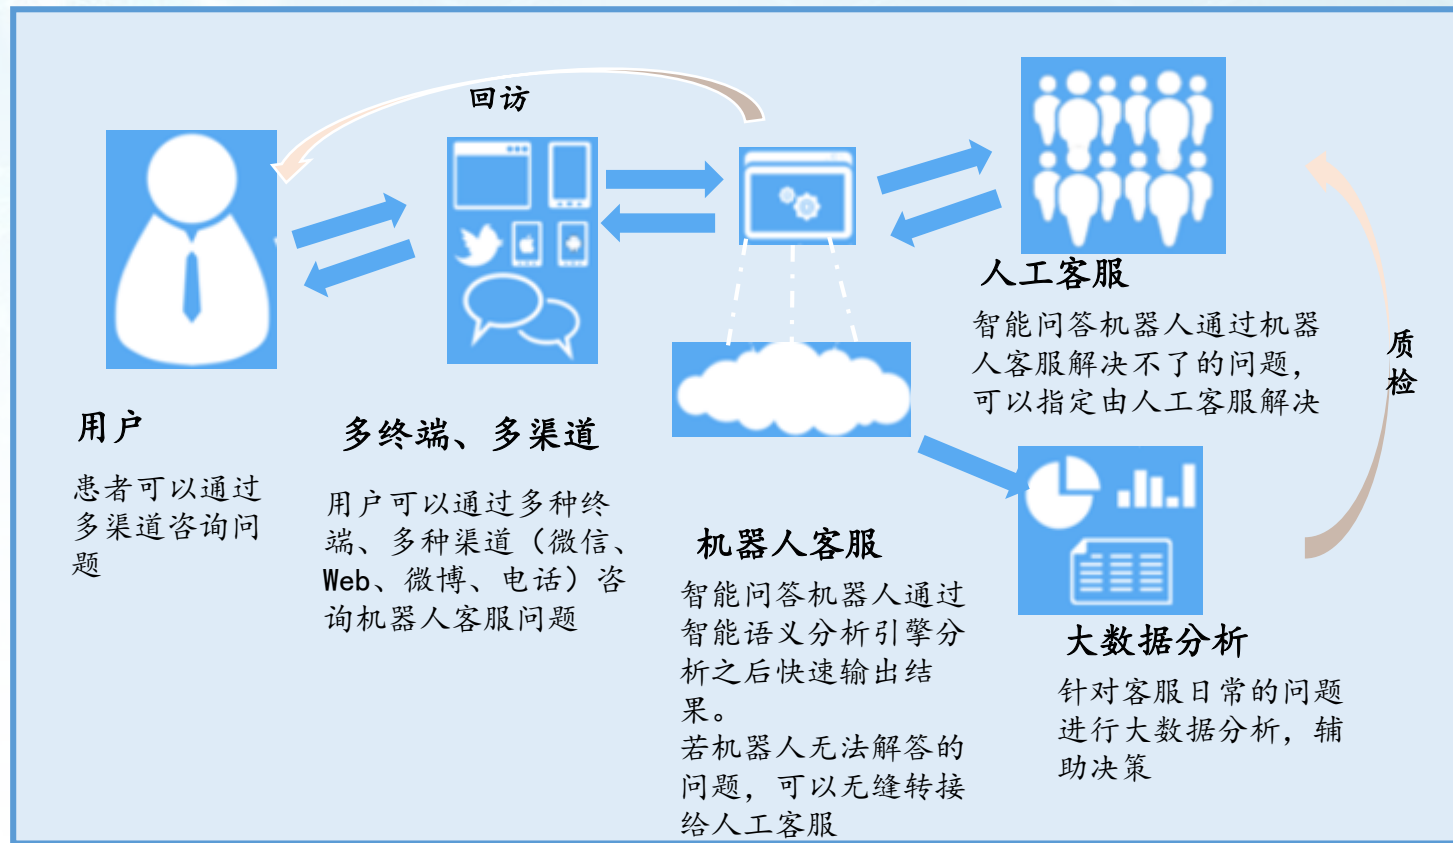 回访
用户
患者可以通过
多渠道咨询问
题
多终端、多渠道
用户可以通过多种终
端、多种渠道（微信、
Web、微博、电话）咨
询机器人客服问题
机器人客服
智能问答机器人通过
智能语义分析引擎分
析之后快速输出结
果。
若机器人无法解答的
问题，可以无缝转接
给人工客服
人工客服
智能问答机器人通过机器
人客服解决不了的问题，
可以指定由人工客服解决
质
检
大数据分析
针对客服日常的问题
进行大数据分析，辅
助决策